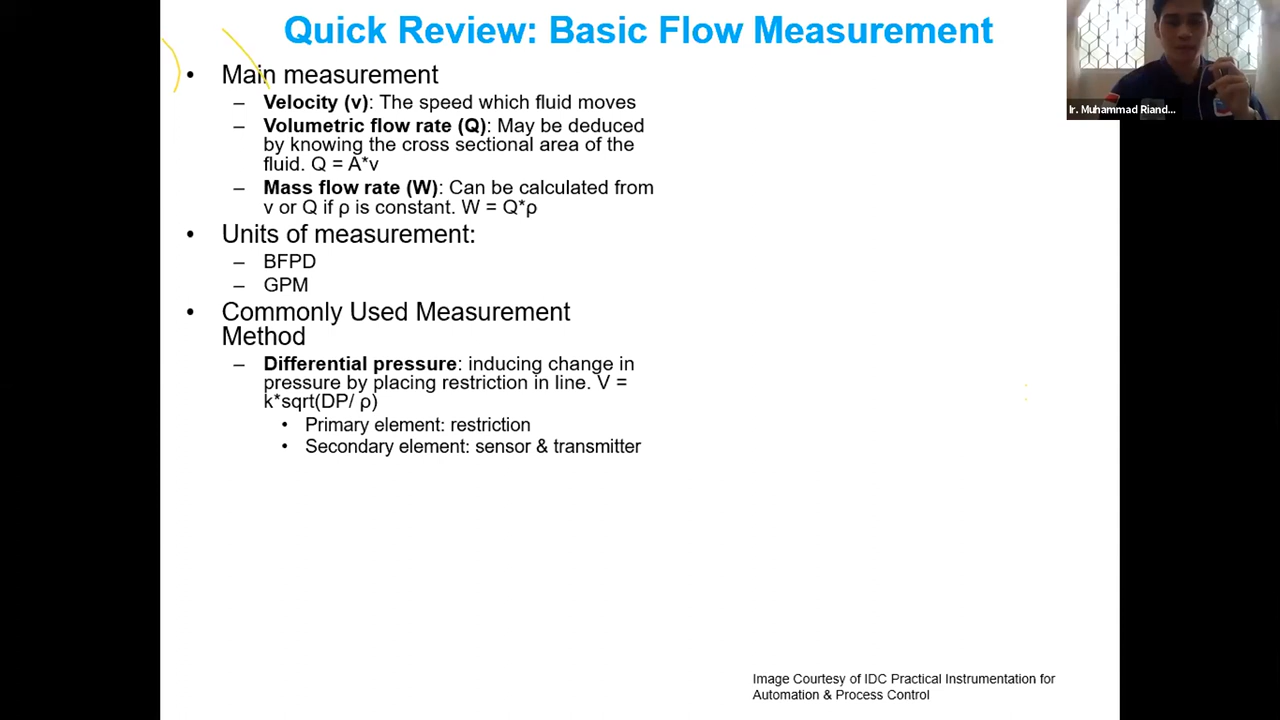 Quick Review: Basic Flow Measurement
• Main measurement
– Velocity (v): The speed which fluid moves
– Volumetric flow rate (Q): May be deduced
by knowing the cross sectional area of the
fluid. Q = A*v
– Mass flow rate (W): Can be calculated from
v or Q if ρ is constant. W = Q*ρ
• Units of measurement:
– BFPD
– GPM
• Commonly Used Measurement
Method
– Differential pressure: inducing change in
pressure by placing restriction in line. V =
k*sqrt(DP/ ρ)
• Primary element: restriction
• Secondary element: sensor & transmitter
Image Courtesy of IDC Practical Instrumentation for
Automation & Process Control
Ir. Muhammad Riand...